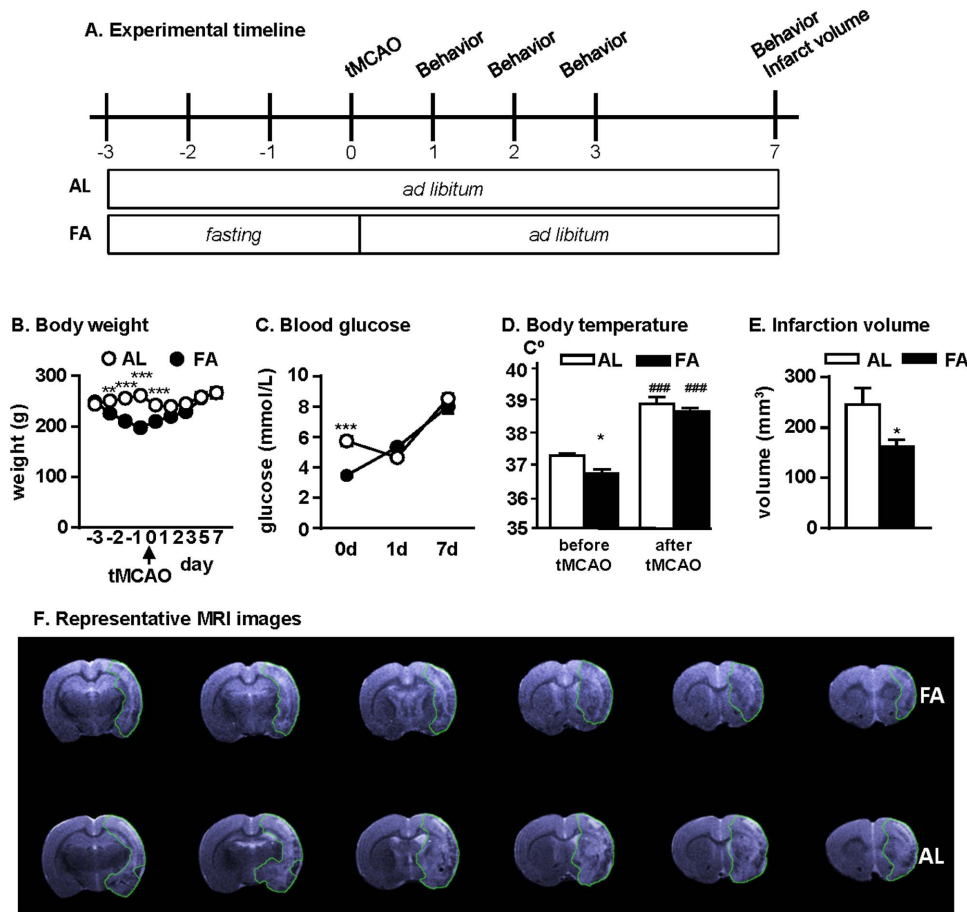 A. Experimental timeline
tMCAO
Behavior
Behavior
Behavior
Behavior
Infarct volume
-3 -2 -1 0 1 2 3 7
AL ad libitum
FA fasting ad libitum
B. Body weight
AL FA
weight (g)
300
200
100
0
** *** *** ***
-3 -2 -1 0 1 2 3 5 7
tMCAO day
C. Blood glucose
glucose (mmol/L)
10
8
6
4
2
0
***
0d 1d 7d
D. Body temperature
Cº
AL FA
40
39
38
37
36
35
* ### ###
before tMCAO
after tMCAO
E. Infarction volume
AL FA
volume (mm³)
300
200
100
0
*
F. Representative MRI images
FA
AL